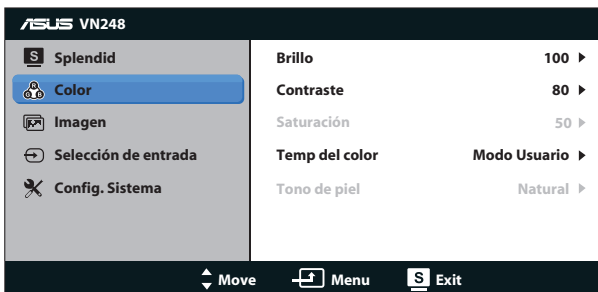 ASUS VN248
S Splendid
Color
Imagen
Selección de entrada
Config. Sistema
Brillo 100
Contraste 80
Saturación 50
Temp del color Modo Usuario
Tono de piel Natural
Move Menu S Exit